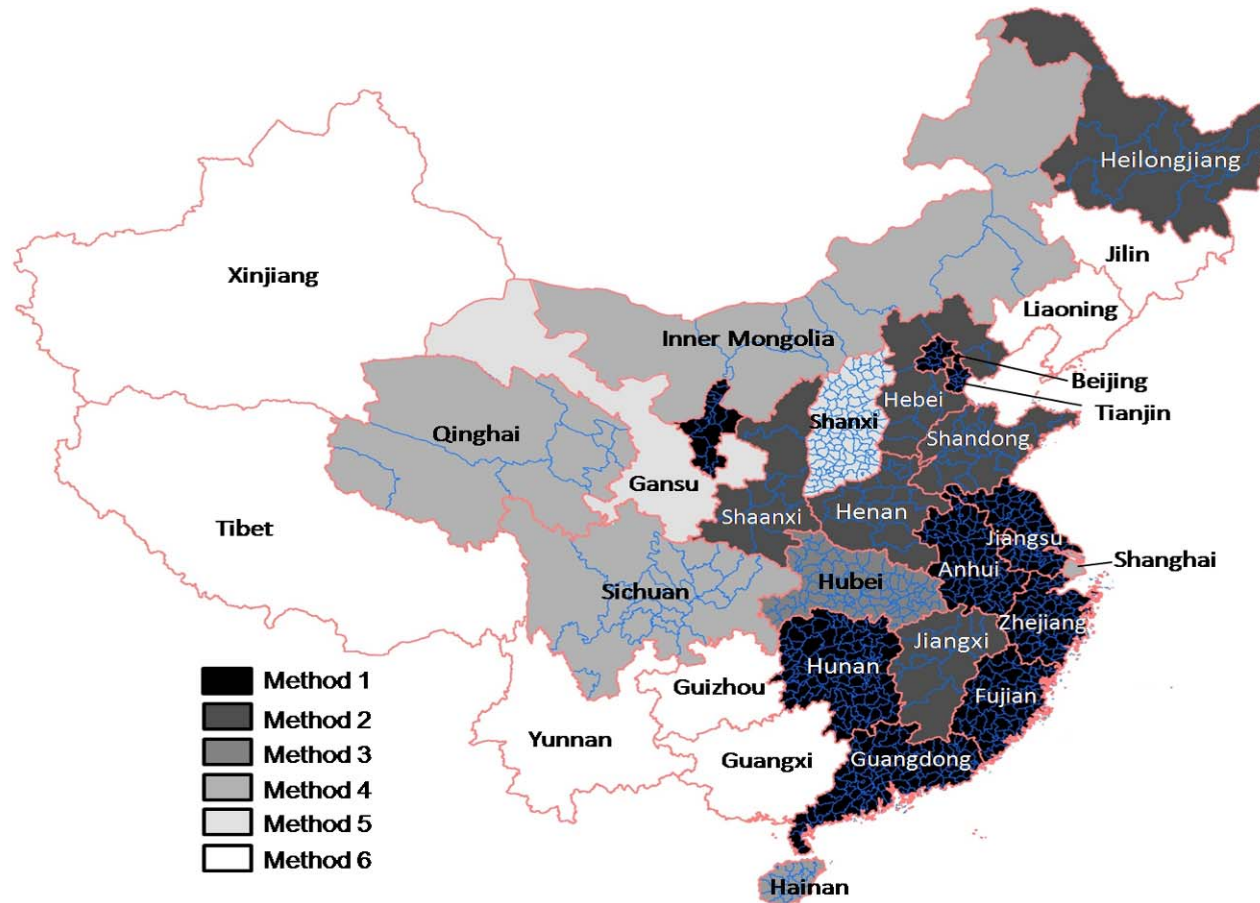 Heilongjiang
Jilin
Xinjiang
Liaoning
Inner Mongolia
Beijing
Hebei
Tianjin
Shanxi
Qinghai
Shandong
Gansu
Tibet
Shaanxi
Henan
Jiangsu
Shanghai
Anhui
Hubei
Sichuan
Zhejiang
Jiangxi
Hunan
Guizhou
Fujian
Yunnan
Guangxi
Guangdong
Hainan
Method 1
Method 2
Method 3
Method 4
Method 5
Method 6